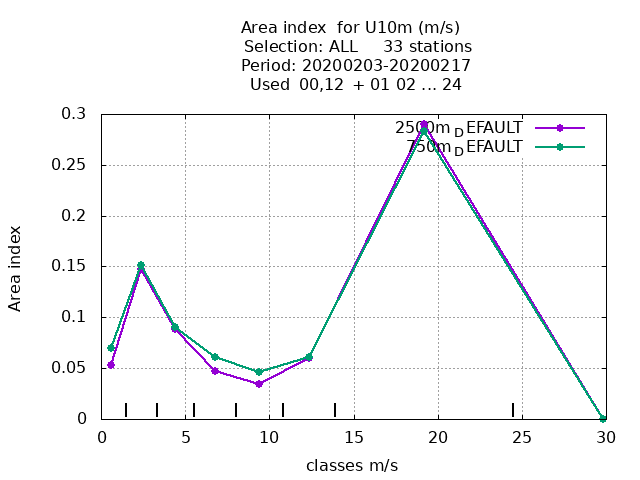 Area index  for U10m (m/s)
Selection: ALL     33 stations
Period: 20200203-20200217
Used  00,12  + 01 02 ... 24
2500m_DEFAULT
750m_DEFAULT
0.3
0.25
0.2
0.15
0.1
0.05
0
Area index
0 5 10 15 20 25 30
classes m/s